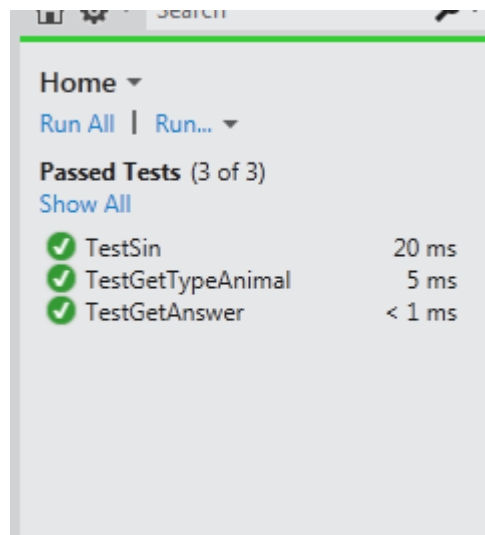 Search
Home
Run All | Run...
Passed Tests (3 of 3)
Show All
TestSin 20 ms
TestGetTypeAnimal 5 ms
TestGetAnswer < 1 ms